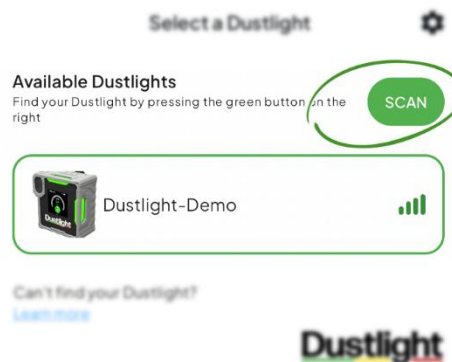 Select a Dustlight
Available Dustlights
Find your Dustlight by pressing the green button on the
right
SCAN
Dustlight
Dustlight-Demo
Can't find your Dustlight?
Learn more
Dustlight